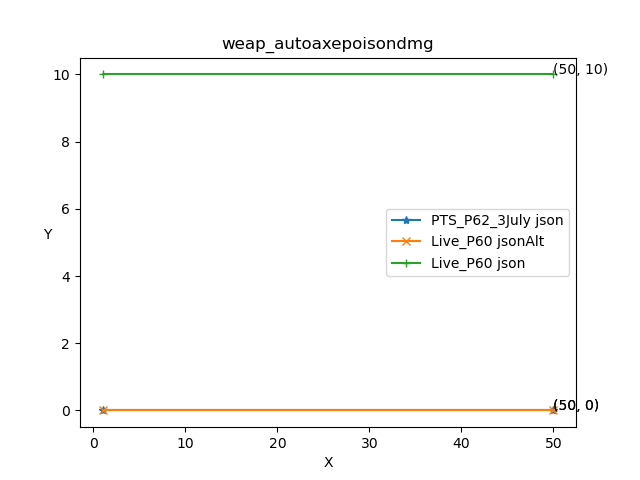 weap_autoaxepoisondmg
(50, 10)
10
8
6
Y
4
2
0
PTS_P62_3July json
Live_P60 jsonAlt
Live_P60 json
(50, 0)
0 10 20 30 40 50
X